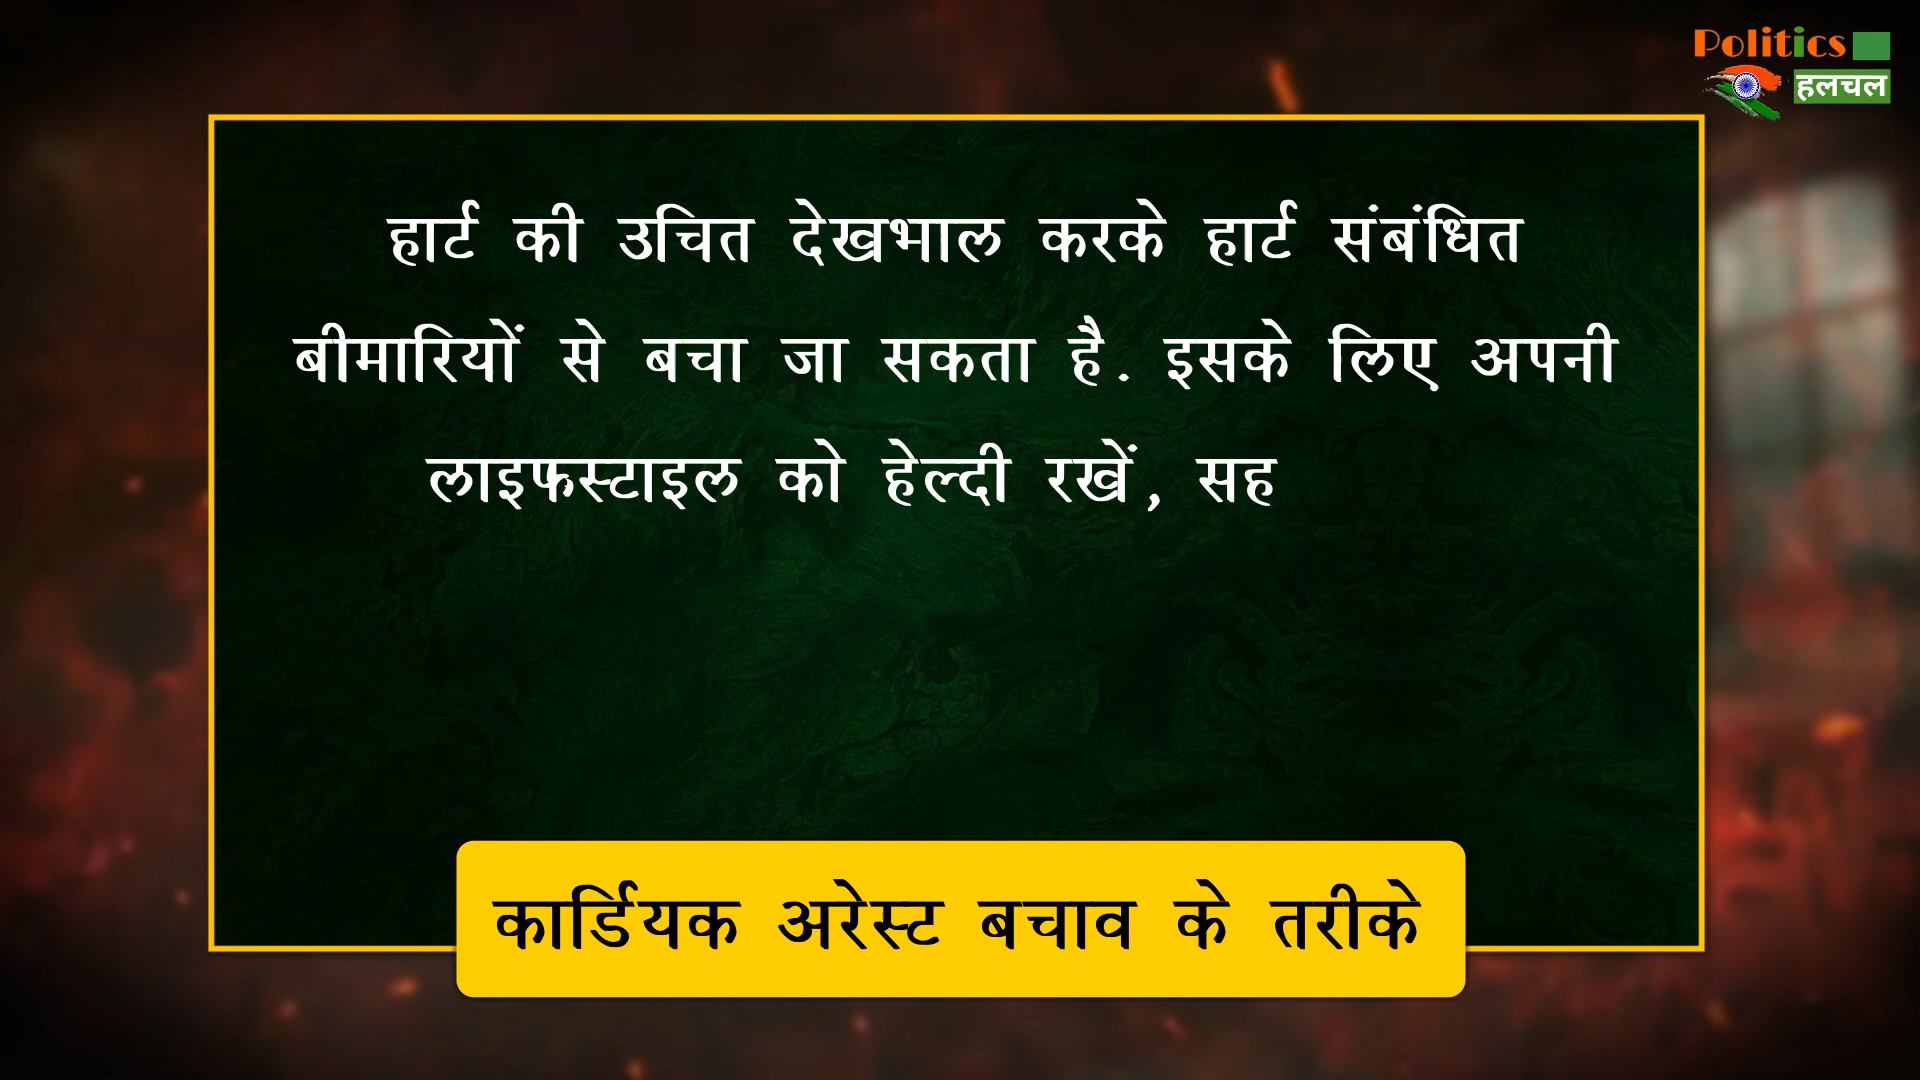 Politics
हलचल
हार्ट की उचित देखभाल करके हार्ट संबंधित
बीमारियों से बचा जा सकता है. इसके लिए अपनी
लाइफस्टाइल को हेल्दी रखें, सह
कार्डियक अरेस्ट बचाव के तरीके